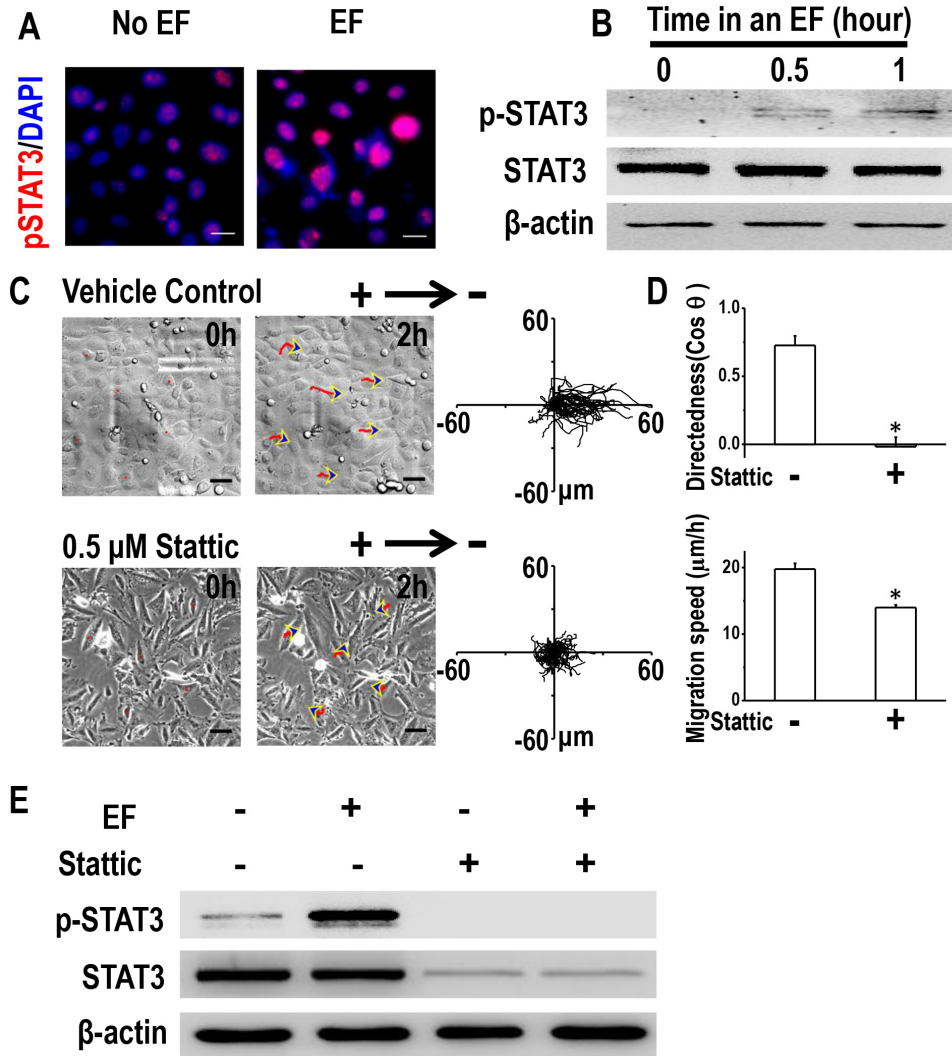 A
No EF
EF
pSTAT3/DAPI
B
Time in an EF (hour)
0
0.5
1
p-STAT3
STAT3
β-actin
C
Vehicle Control
+ -
0h
2h
60
-60
60
-60
µm
0.5 µM Stattic
+ -
0h
2h
60
-60
60
-60
µm
D
Directedness(Cos θ)
1.0
0.5
0.0
*
Stattic - +
Migration speed (µm/h)
20
10
0
*
Stattic - +
E
EF - + - +
Stattic - - + +
p-STAT3
STAT3
β-actin